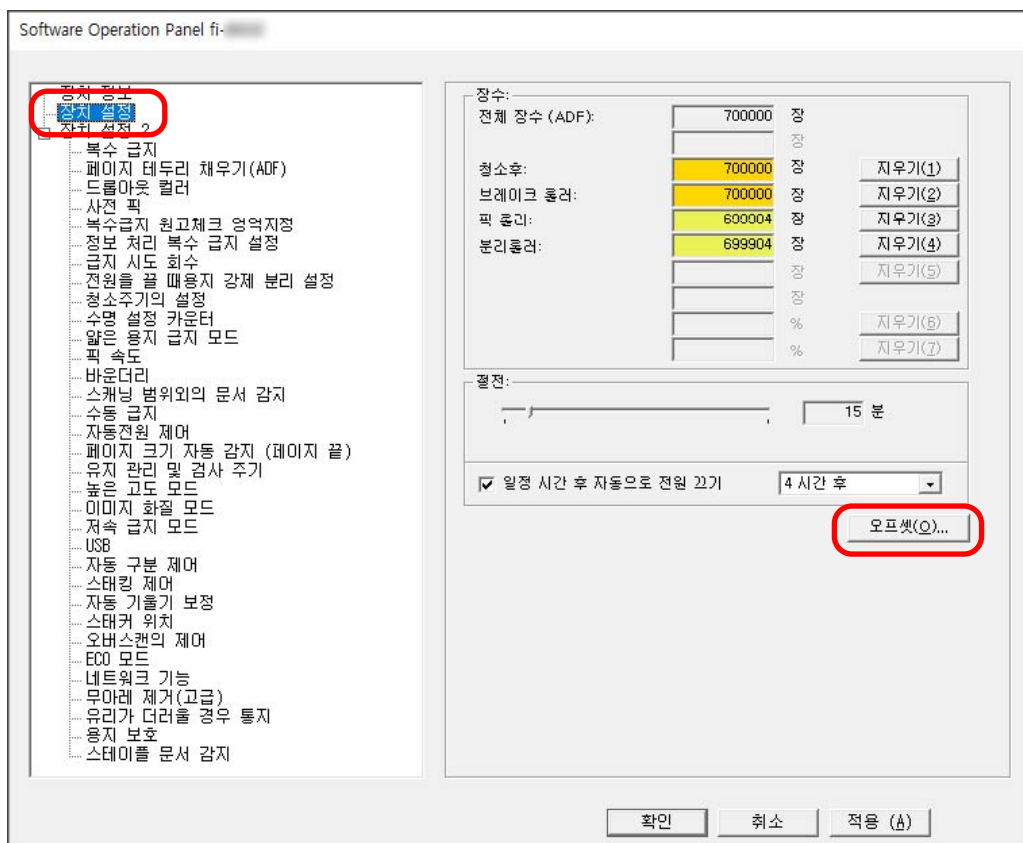 Software Operation Panel fi-
장치 정보
장치 설정
장치 설정 2
복수 급지
페이지 테두리 채우기(ADF)
드롭아웃 컬러
사전 픽
복수급지 원고체크 영역지정
정보 처리 복수 급지 설정
급지 시도 회수
전원을 끌 때용지 강제 분리 설정
청소주기의 설정
수명 설정 카운터
얇은 용지 급지 모드
픽 속도
바운더리
스캐닝 범위외의 문서 감지
수동 급지
자동전원 제어
페이지 크기 자동 감지 (페이지 끝)
유지 관리 및 검사 주기
높은 고도 모드
이미지 화질 모드
저속 급지 모드
USB
자동 구분 제어
스태킹 제어
자동 기울기 보정
스태커 위치
오버스캔의 제어
ECO 모드
네트워크 기능
무아레 제거(고급)
유리가 더러울 경우 통지
용지 보호
스테이플 문서 감지
장수:
전체 장수 (ADF): 700000 장
장
청소후: 700000 장 지우기(1)
브레이크 롤러: 700000 장 지우기(2)
픽 롤러: 600004 장 지우기(3)
분리롤러: 699904 장 지우기(4)
장 지우기(5)
장
% 지우기(6)
% 지우기(7)
절전:
15 분
일정 시간 후 자동으로 전원 끄기 4 시간 후
오프셋(O)...
확인 취소 적용 (A)